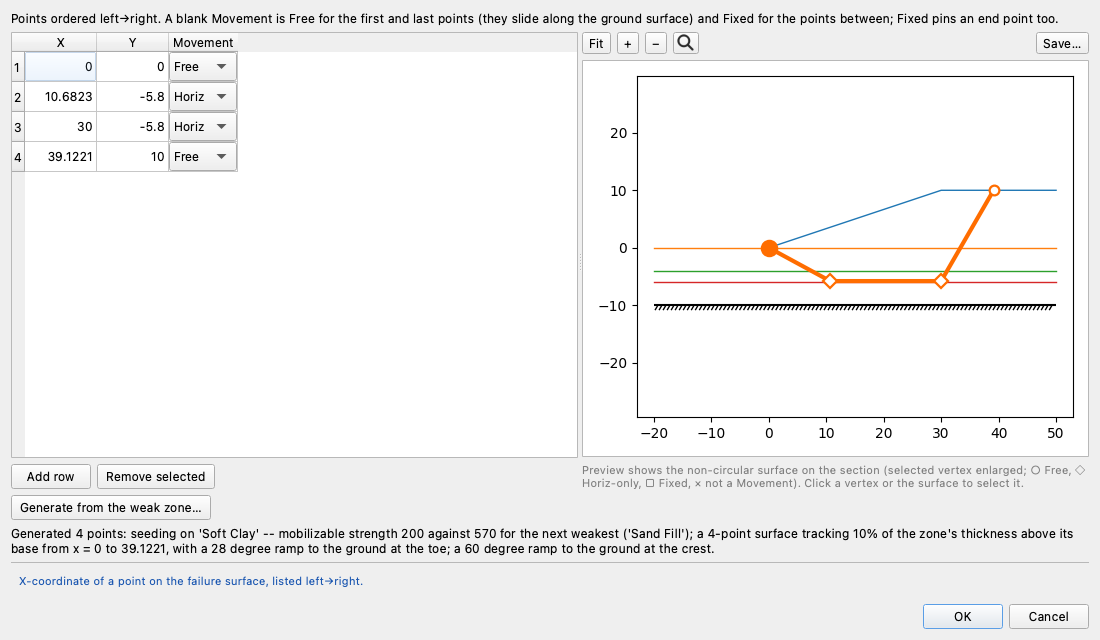 Points ordered left→right. A blank Movement is Free for the first and last points (they slide along the ground surface) and Fixed for the points between; Fixed pins an end point too.
X Y Movement
1 0 0 Free
2 10.6823 -5.8 Horiz
3 30 -5.8 Horiz
4 39.1221 10 Free
Fit + − Save...
20
10
0
−10
−20
−20 −10 0 10 20 30 40 50
Preview shows the non-circular surface on the section (selected vertex enlarged; ○ Free, ◇
Horiz-only, □ Fixed, × not a Movement). Click a vertex or the surface to select it.
Add row Remove selected
Generate from the weak zone...
Generated 4 points: seeding on 'Soft Clay' -- mobilizable strength 200 against 570 for the next weakest ('Sand Fill'); a 4-point surface tracking 10% of the zone's thickness above its
base from x = 0 to 39.1221, with a 28 degree ramp to the ground at the toe; a 60 degree ramp to the ground at the crest.
X-coordinate of a point on the failure surface, listed left→right.
OK Cancel